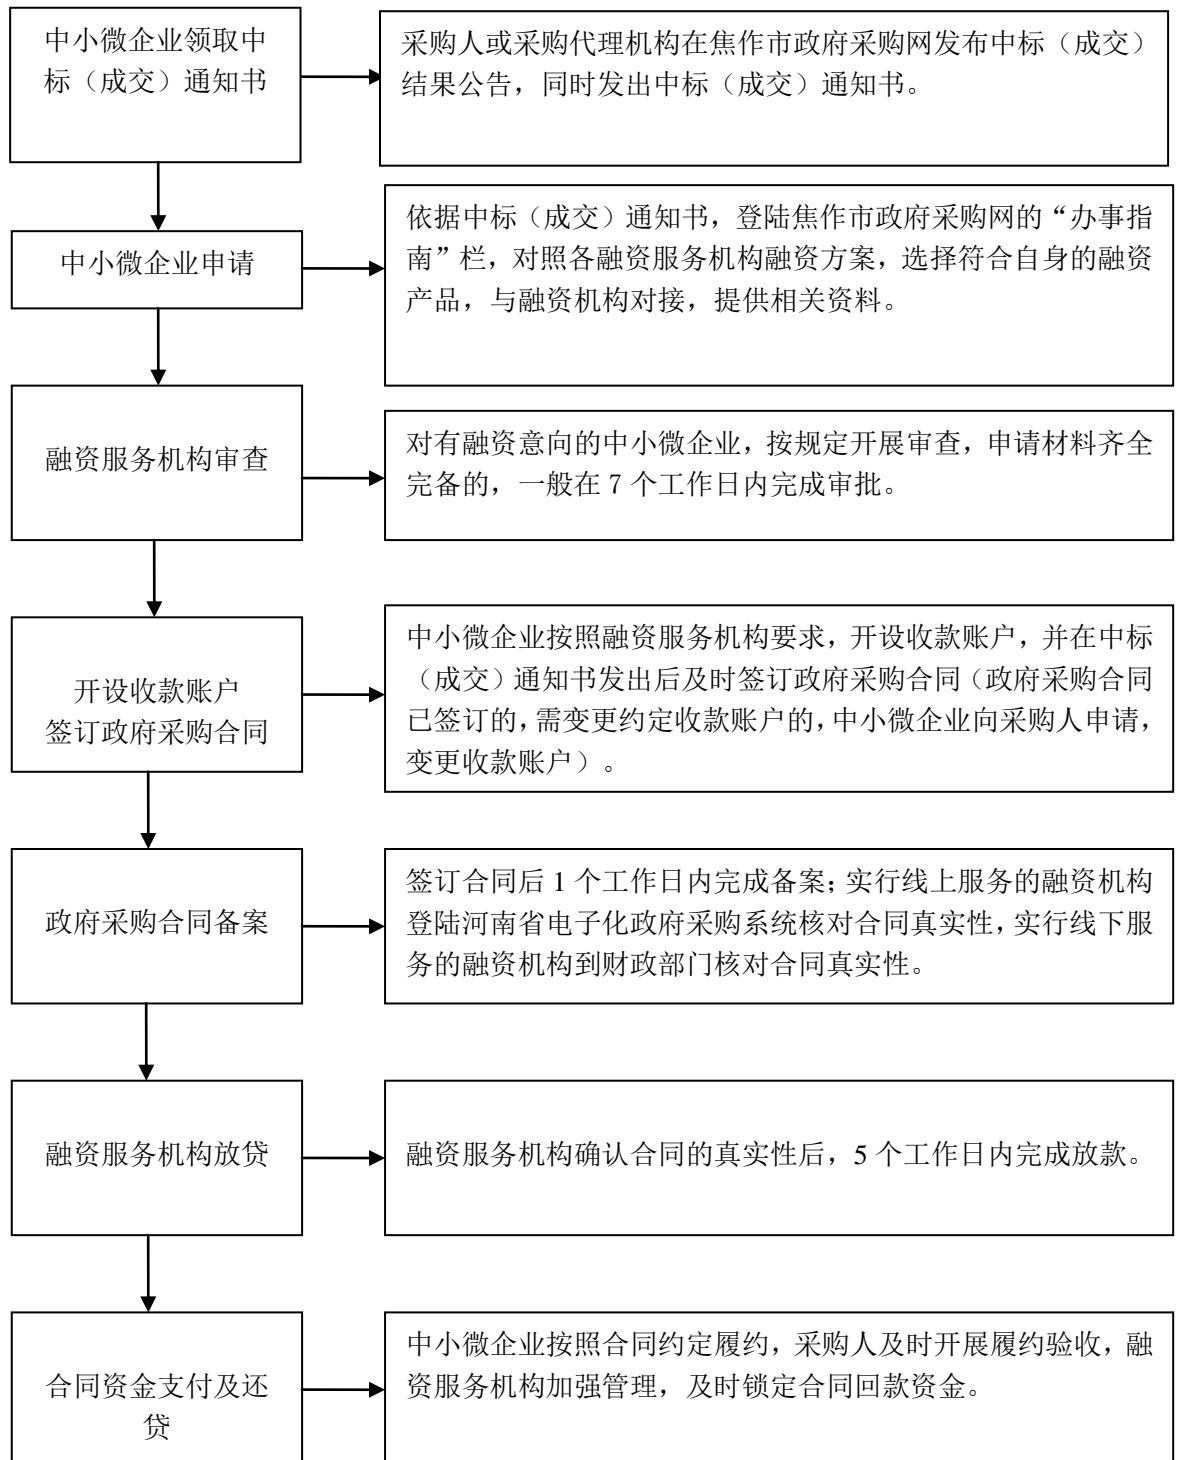 中小微企业领取中
标（成交）通知书
采购人或采购代理机构在焦作市政府采购网发布中标（成交）
结果公告，同时发出中标（成交）通知书。
中小微企业申请
依据中标（成交）通知书，登陆焦作市政府采购网的“办事指
南”栏，对照各融资服务机构融资方案，选择符合自身的融资
产品，与融资机构对接，提供相关资料。
融资服务机构审查
对有融资意向的中小微企业，按规定开展审查，申请材料齐全
完备的，一般在 7 个工作日内完成审批。
开设收款账户
签订政府采购合同
中小微企业按照融资服务机构要求，开设收款账户，并在中标
（成交）通知书发出后及时签订政府采购合同（政府采购合同
已签订的，需变更约定收款账户的，中小微企业向采购人申请，
变更收款账户）。
政府采购合同备案
签订合同后 1 个工作日内完成备案；实行线上服务的融资机构
登陆河南省电子化政府采购系统核对合同真实性，实行线下服
务的融资机构到财政部门核对合同真实性。
融资服务机构放贷
融资服务机构确认合同的真实性后，5 个工作日内完成放款。
合同资金支付及还
贷
中小微企业按照合同约定履约，采购人及时开展履约验收，融
资服务机构加强管理，及时锁定合同回款资金。